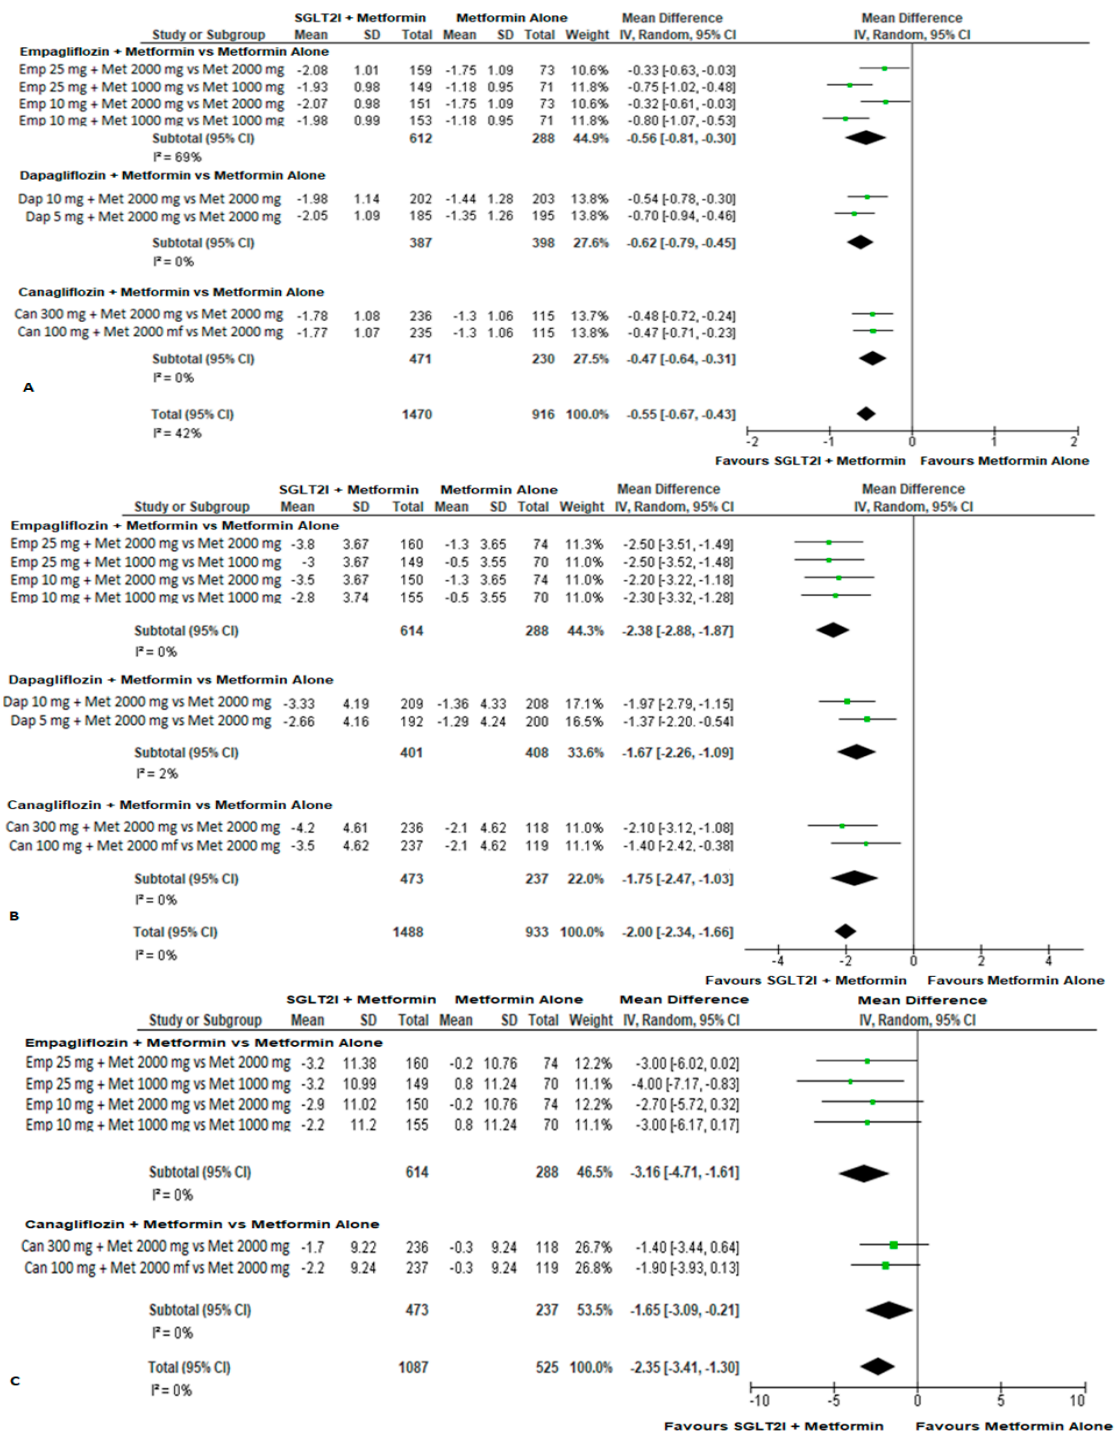 SGLT2I + Metformin Metformin Alone Mean Difference Mean Difference
Study or Subgroup Mean SD Total Mean SD Total Weight IV, Random, 95% CI IV, Random, 95% CI
Empagliflozin + Metformin vs Metformin Alone
Emp 25 mg + Met 2000 mg vs Met 2000 mg -2.08 1.01 159 -1.75 1.09 73 10.6% -0.33 [-0.63, -0.03]
Emp 25 mg + Met 1000 mg vs Met 1000 mg -1.93 0.98 149 -1.18 0.95 71 11.8% -0.75 [-1.02, -0.48]
Emp 10 mg + Met 2000 mg vs Met 2000 mg -2.07 0.98 151 -1.75 1.09 73 10.6% -0.32 [-0.61, -0.03]
Emp 10 mg + Met 1000 mg vs Met 1000 mg -1.98 0.99 153 -1.18 0.95 71 11.8% -0.80 [-1.07, -0.53]
Subtotal (95% CI) 612 288 44.9% -0.56 [-0.81, -0.30]
I² = 69%
Dapagliflozin + Metformin vs Metformin Alone
Dap 10 mg + Met 2000 mg vs Met 2000 mg -1.98 1.14 202 -1.44 1.28 203 13.8% -0.54 [-0.78, -0.30]
Dap 5 mg + Met 2000 mg vs Met 2000 mg -2.05 1.09 185 -1.35 1.26 195 13.8% -0.70 [-0.94, -0.46]
Subtotal (95% CI) 387 398 27.6% -0.62 [-0.79, -0.45]
I² = 0%
Canagliflozin + Metformin vs Metformin Alone
Can 300 mg + Met 2000 mg vs Met 2000 mg -1.78 1.08 236 -1.3 1.06 115 13.7% -0.48 [-0.72, -0.24]
Can 100 mg + Met 2000 mf vs Met 2000 mg -1.77 1.07 235 -1.3 1.06 115 13.8% -0.47 [-0.71, -0.23]
Subtotal (95% CI) 471 230 27.5% -0.47 [-0.64, -0.31]
I² = 0%
A
Total (95% CI) 1470 916 100.0% -0.55 [-0.67, -0.43]
I² = 42%
-2 -1 0 1 2
Favours SGLT2I + Metformin Favours Metformin Alone
SGLT2I + Metformin Metformin Alone Mean Difference Mean Difference
Study or Subgroup Mean SD Total Mean SD Total Weight IV, Random, 95% CI IV, Random, 95% CI
Empagliflozin + Metformin vs Metformin Alone
Emp 25 mg + Met 2000 mg vs Met 2000 mg -3.8 3.67 160 -1.3 3.65 74 11.3% -2.50 [-3.51, -1.49]
Emp 25 mg + Met 1000 mg vs Met 1000 mg -3 3.67 149 -0.5 3.55 70 11.0% -2.50 [-3.52, -1.48]
Emp 10 mg + Met 2000 mg vs Met 2000 mg -3.5 3.67 150 -1.3 3.65 74 11.0% -2.20 [-3.22, -1.18]
Emp 10 mg + Met 1000 mg vs Met 1000 mg -2.8 3.74 155 -0.5 3.55 70 11.0% -2.30 [-3.32, -1.28]
Subtotal (95% CI) 614 288 44.3% -2.38 [-2.88, -1.87]
I² = 0%
Dapagliflozin + Metformin vs Metformin Alone
Dap 10 mg + Met 2000 mg vs Met 2000 mg -3.33 4.19 209 -1.36 4.33 208 17.1% -1.97 [-2.79, -1.15]
Dap 5 mg + Met 2000 mg vs Met 2000 mg -2.66 4.16 192 -1.29 4.24 200 16.5% -1.37 [-2.20, -0.54]
Subtotal (95% CI) 401 408 33.6% -1.67 [-2.26, -1.09]
I² = 2%
Canagliflozin + Metformin vs Metformin Alone
Can 300 mg + Met 2000 mg vs Met 2000 mg -4.2 4.61 236 -2.1 4.62 118 11.0% -2.10 [-3.12, -1.08]
Can 100 mg + Met 2000 mf vs Met 2000 mg -3.5 4.62 237 -2.1 4.62 119 11.1% -1.40 [-2.42, -0.38]
Subtotal (95% CI) 473 237 22.0% -1.75 [-2.47, -1.03]
I² = 0%
B
Total (95% CI) 1488 933 100.0% -2.00 [-2.34, -1.66]
I² = 0%
-4 -2 0 2 4
Favours SGLT2I + Metformin Favours Metformin Alone
SGLT2I + Metformin Metformin Alone Mean Difference Mean Difference
Study or Subgroup Mean SD Total Mean SD Total Weight IV, Random, 95% CI IV, Random, 95% CI
Empagliflozin + Metformin vs Metformin Alone
Emp 25 mg + Met 2000 mg vs Met 2000 mg -3.2 11.38 160 -0.2 10.76 74 12.2% -3.00 [-6.02, 0.02]
Emp 25 mg + Met 1000 mg vs Met 1000 mg -3.2 10.99 149 0.8 11.24 70 11.1% -4.00 [-7.17, -0.83]
Emp 10 mg + Met 2000 mg vs Met 2000 mg -2.9 11.02 150 -0.2 10.76 74 12.2% -2.70 [-5.72, 0.32]
Emp 10 mg + Met 1000 mg vs Met 1000 mg -2.2 11.2 155 0.8 11.24 70 11.1% -3.00 [-6.17, 0.17]
Subtotal (95% CI) 614 288 46.5% -3.16 [-4.71, -1.61]
I² = 0%
Canagliflozin + Metformin vs Metformin Alone
Can 300 mg + Met 2000 mg vs Met 2000 mg -1.7 9.22 236 -0.3 9.24 118 26.7% -1.40 [-3.44, 0.64]
Can 100 mg + Met 2000 mf vs Met 2000 mg -2.2 9.24 237 -0.3 9.24 119 26.8% -1.90 [-3.93, 0.13]
Subtotal (95% CI) 473 237 53.5% -1.65 [-3.09, -0.21]
I² = 0%
Total (95% CI) 1087 525 100.0% -2.35 [-3.41, -1.30]
C
I² = 0%
-10 -5 0 5 10
Favours SGLT2I + Metformin Favours Metformin Alone